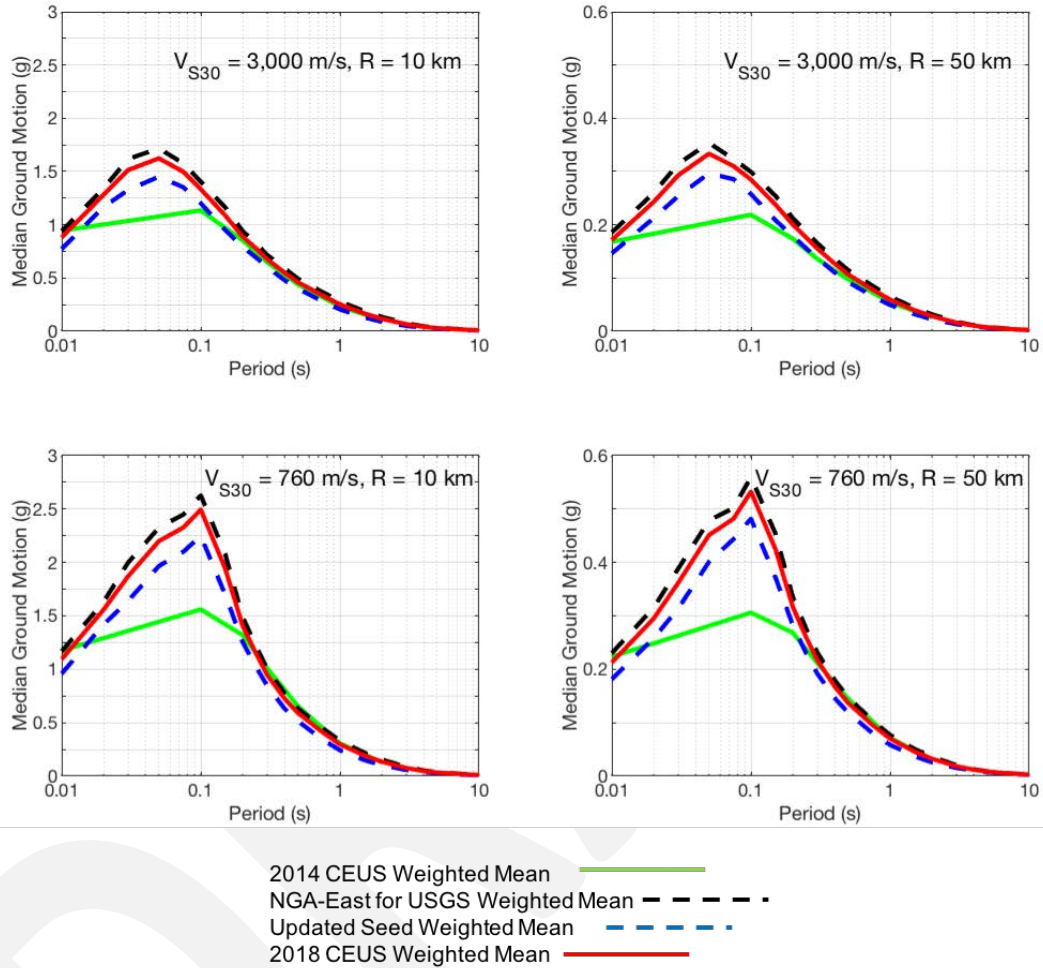 3
2.5
2
1.5
1
0.5
0
Median Ground Motion (g)
V_S30 = 3,000 m/s, R = 10 km
0.01 0.1 1 10
Period (s)
0.6
0.4
0.2
0
Median Ground Motion (g)
V_S30 = 3,000 m/s, R = 50 km
0.01 0.1 1 10
Period (s)
3
2.5
2
1.5
1
0.5
0
Median Ground Motion (g)
V_S30 = 760 m/s, R = 10 km
0.01 0.1 1 10
Period (s)
0.6
0.4
0.2
0
Median Ground Motion (g)
V_S30 = 760 m/s, R = 50 km
0.01 0.1 1 10
Period (s)
2014 CEUS Weighted Mean
NGA-East for USGS Weighted Mean
Updated Seed Weighted Mean
2018 CEUS Weighted Mean